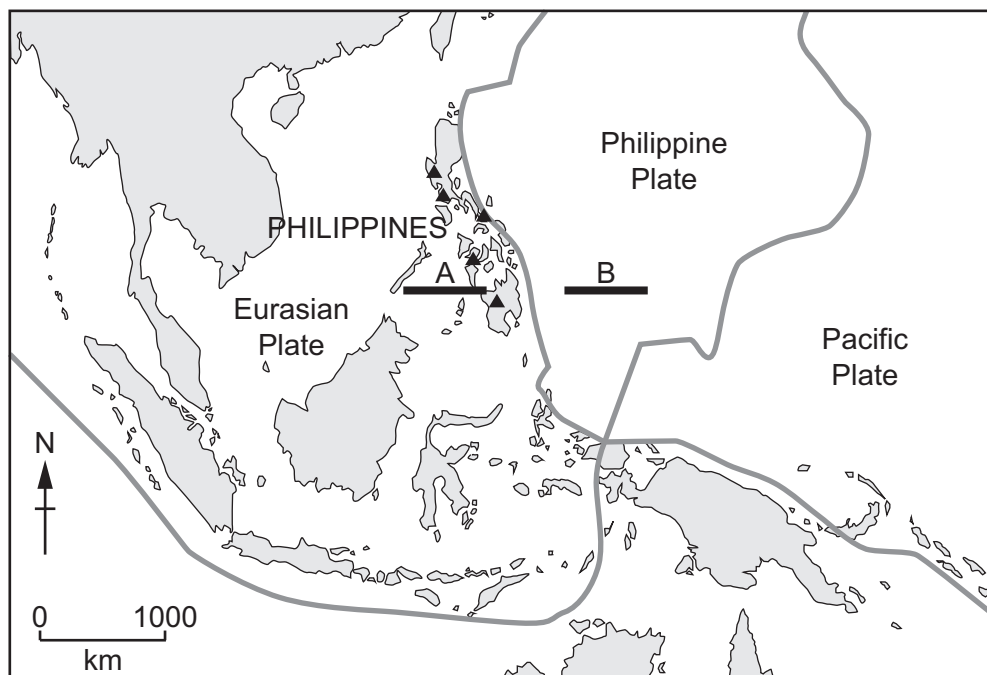 Philippine
Plate
PHILIPPINES
A
B
Eurasian
Plate
Pacific
Plate
N
0 1000
km